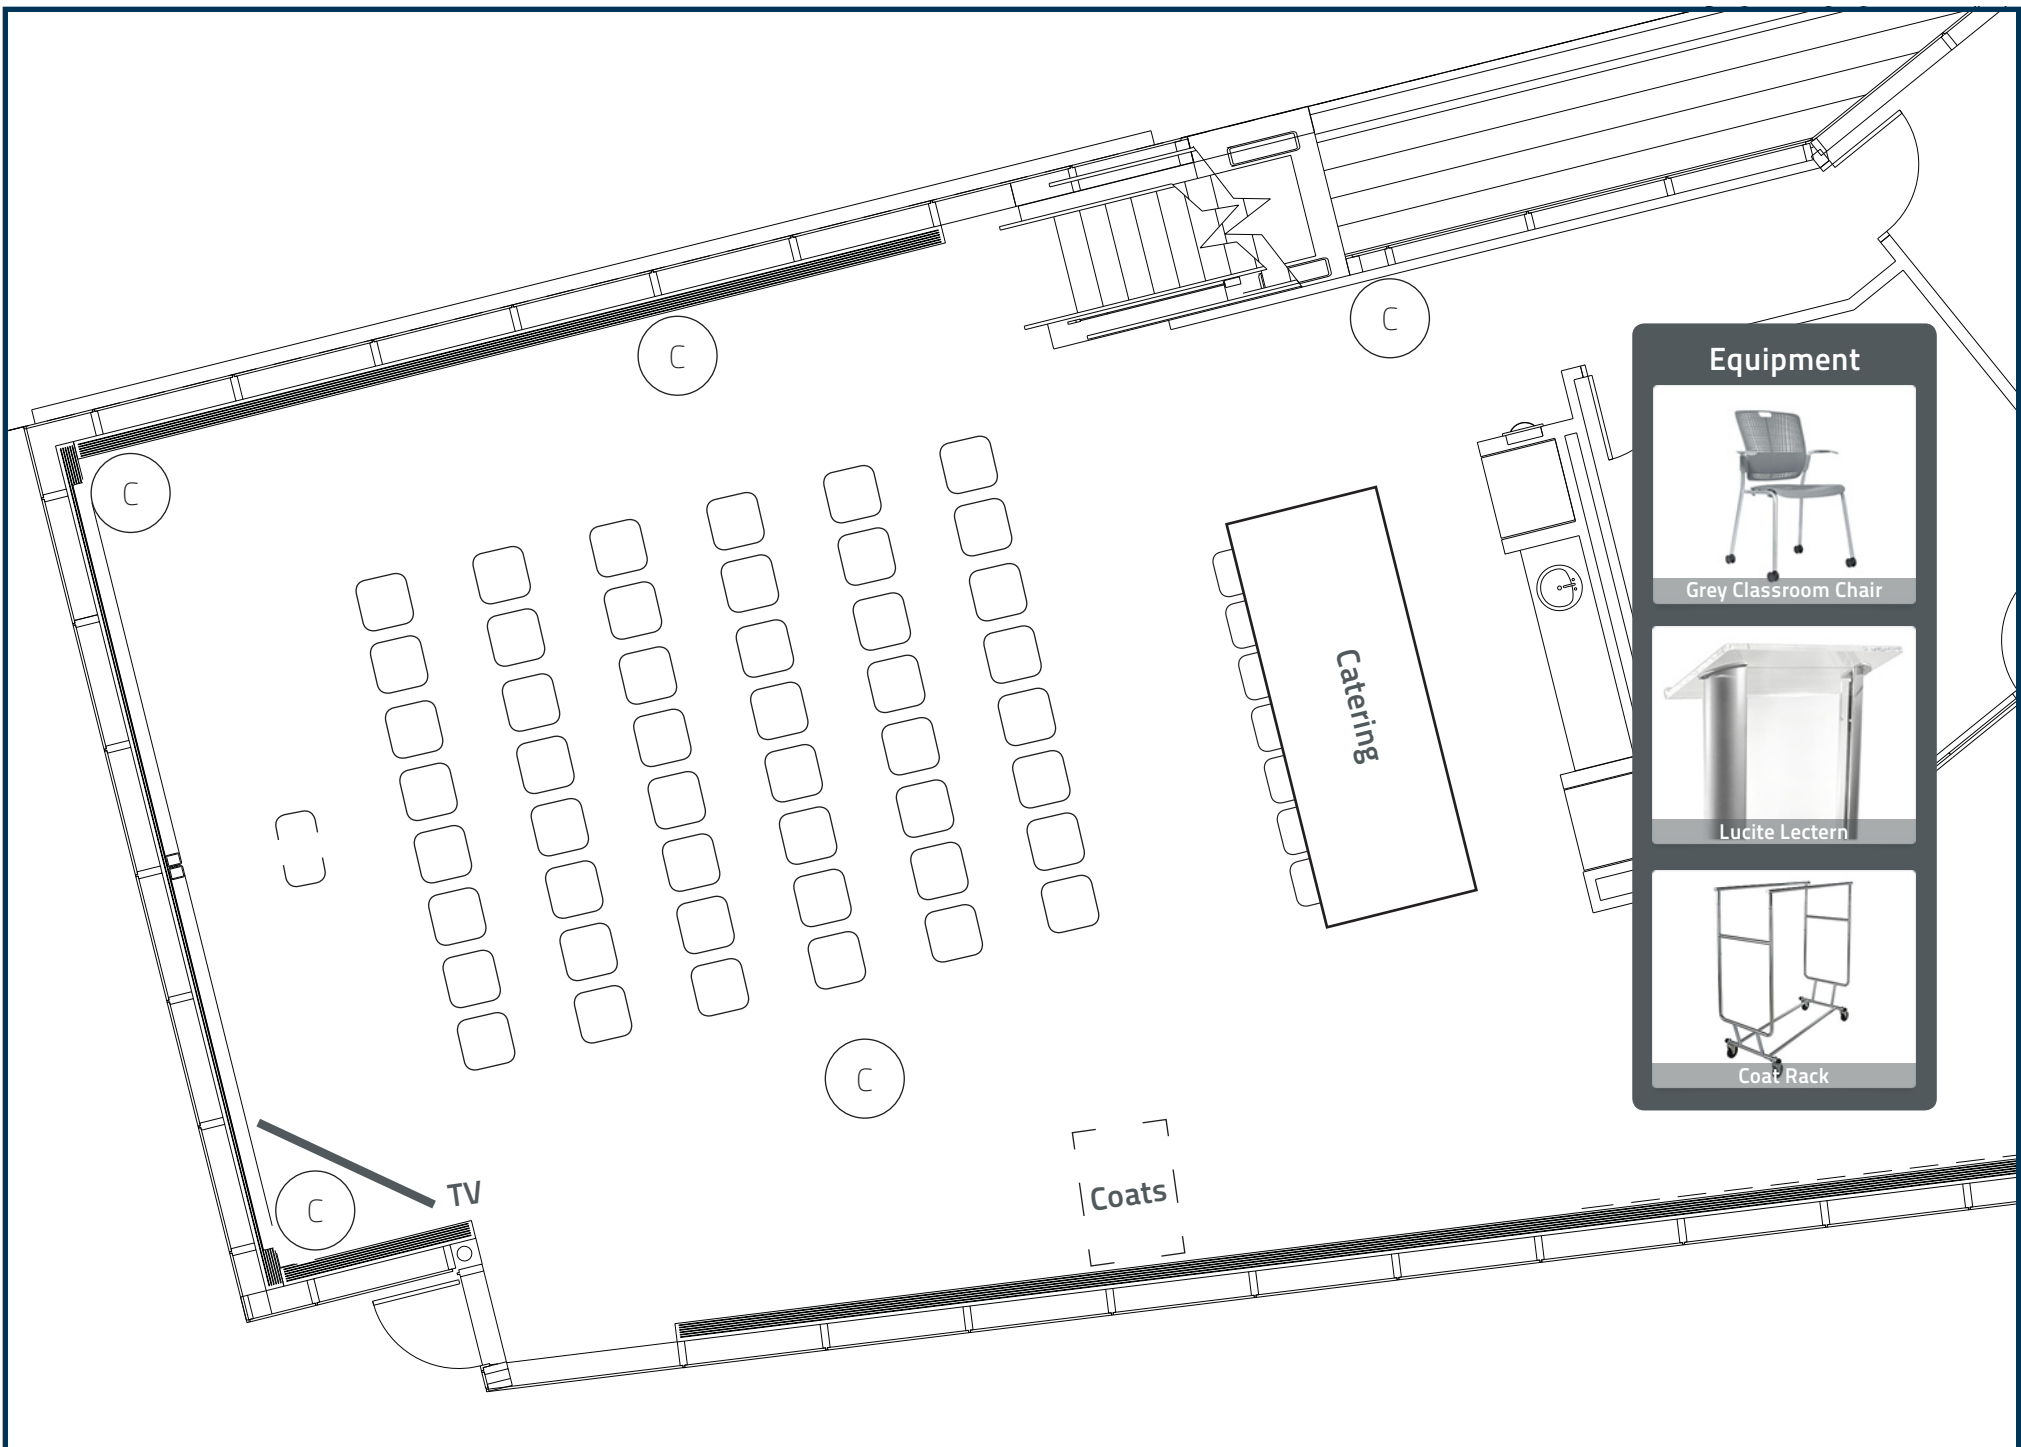 C
C
C
Equipment
Grey Classroom Chair
Catering
Lucite Lectern
Coat Rack
C
TV
C
Coats